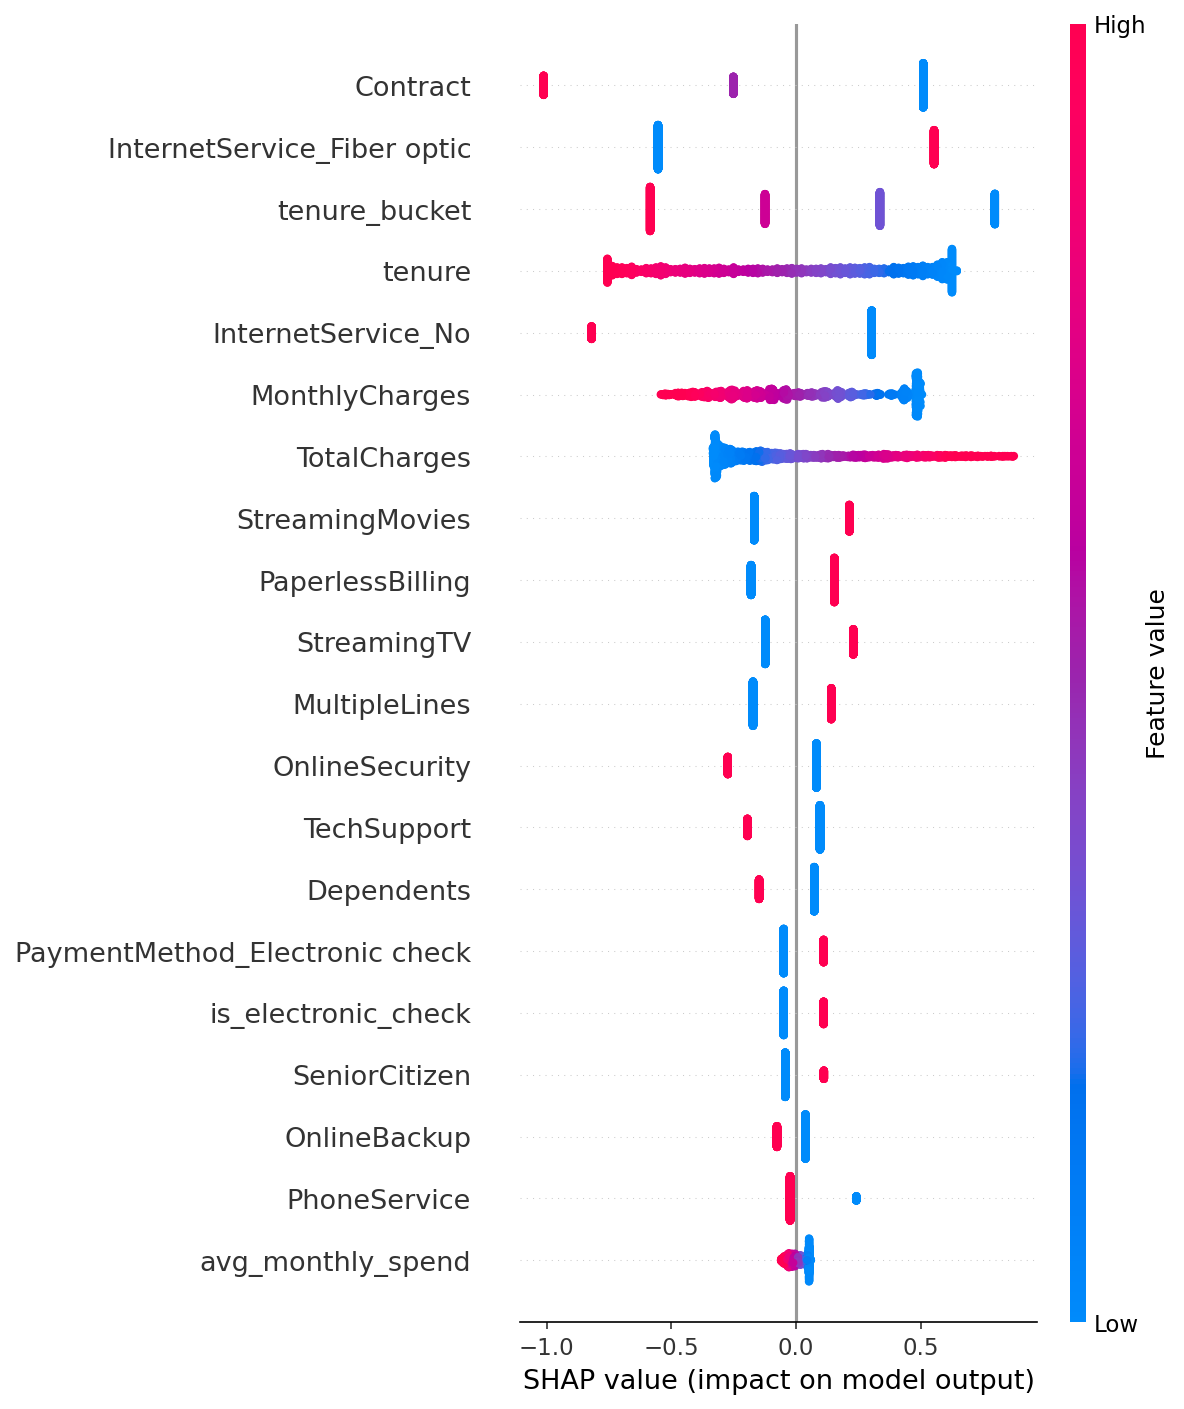 High
Contract
InternetService_Fiber optic
tenure_bucket
tenure
InternetService_No
MonthlyCharges
TotalCharges
StreamingMovies
PaperlessBilling
StreamingTV
MultipleLines
OnlineSecurity
TechSupport
Dependents
PaymentMethod_Electronic check
is_electronic_check
SeniorCitizen
OnlineBackup
PhoneService
avg_monthly_spend
Feature value
Low
−1.0 −0.5 0.0 0.5
SHAP value (impact on model output)